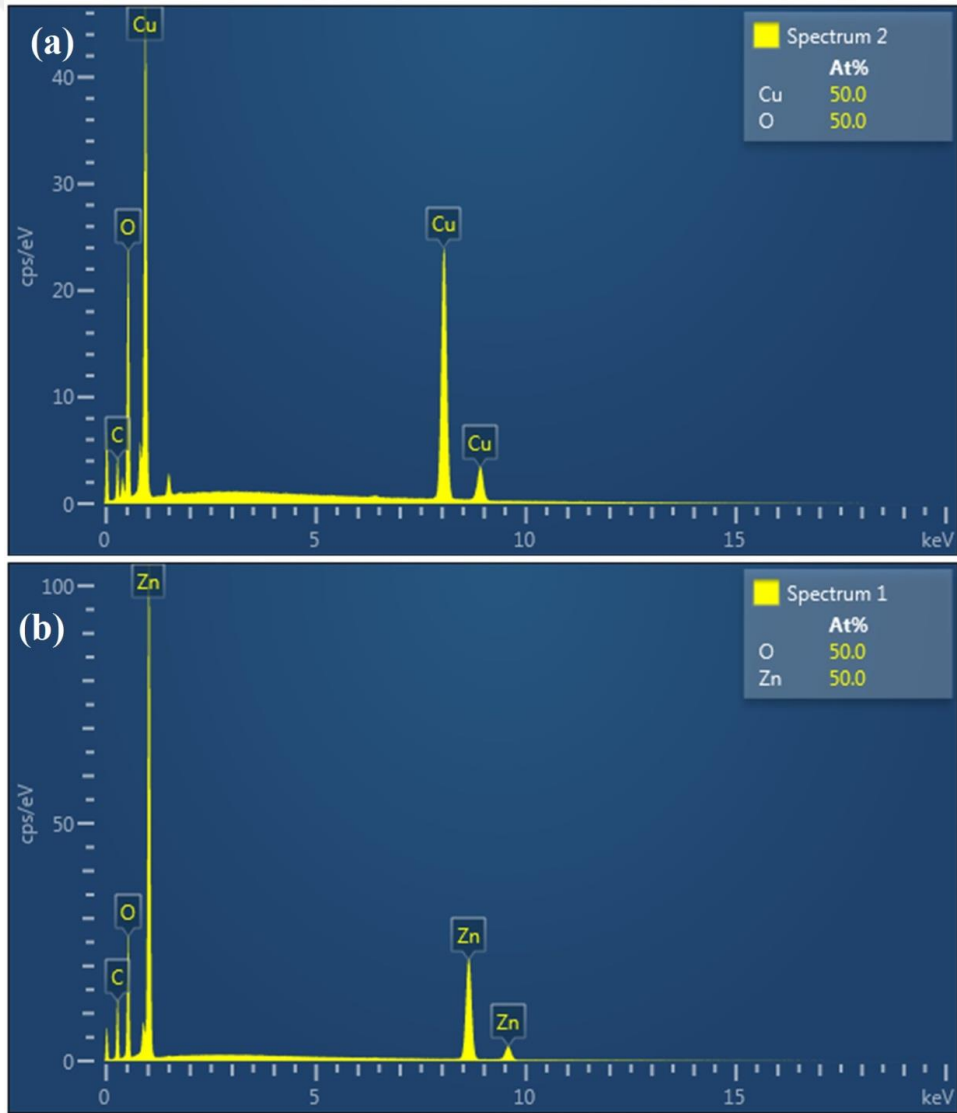 (a)
Cu
Spectrum 2
At%
Cu 50.0
O 50.0
40
30
20
10
0
cps/eV
O
C
Cu
Cu
0 5 10 15 keV
(b)
Zn
Spectrum 1
At%
O 50.0
Zn 50.0
100
50
0
cps/eV
O
C
Zn
Zn
0 5 10 15 keV